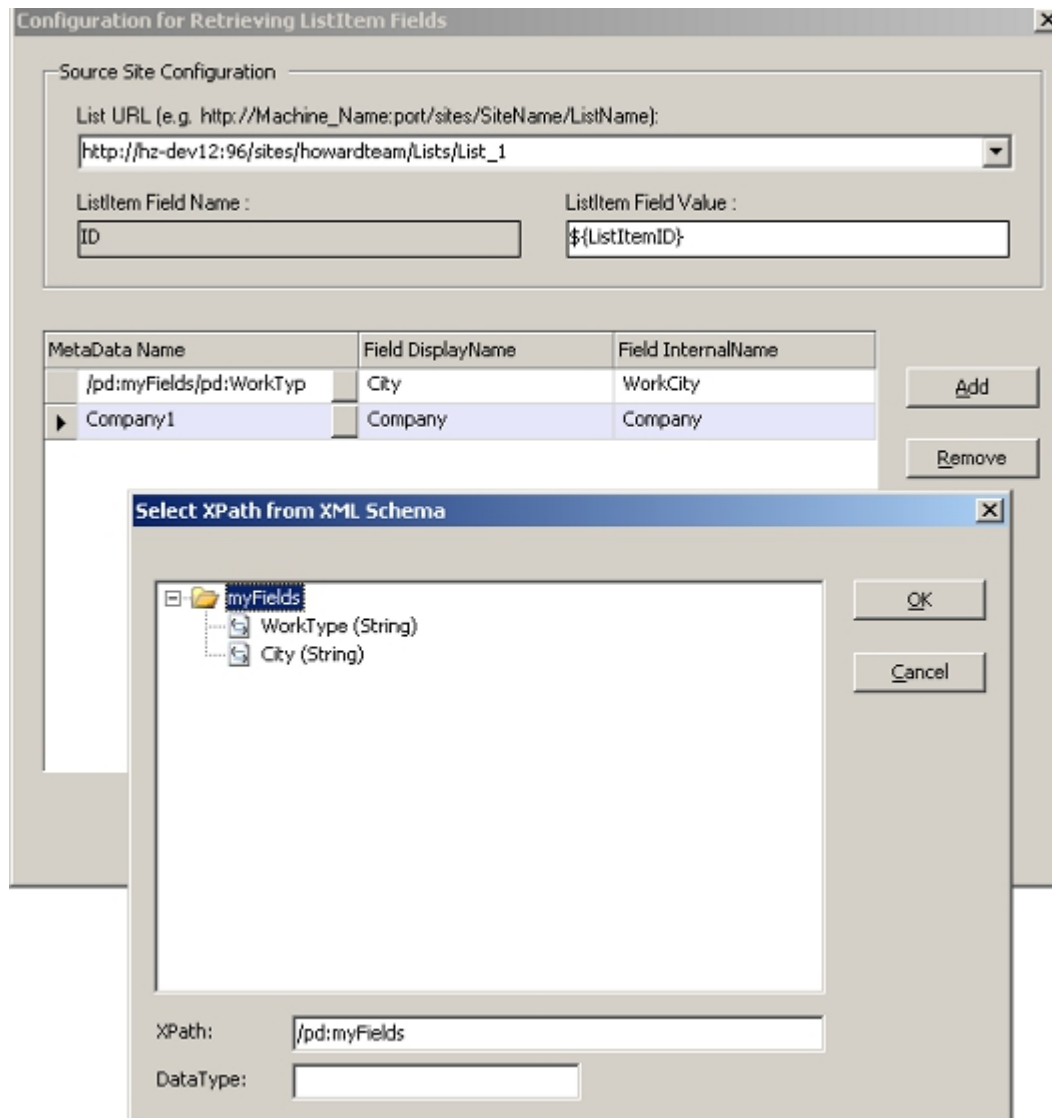 Configuration for Retrieving ListItem Fields
Source Site Configuration
List URL (e.g. http://Machine_Name:port/sites/SiteName/ListName):
http://hz-dev12:96/sites/howardteam/Lists/List_1
ListItem Field Name : ListItem Field Value :
ID ${ListItemID}
MetaData Name Field DisplayName Field InternalName
/pd:myFields/pd:WorkTyp City WorkCity
Add
Company1 Company Company
Remove
Select XPath from XML Schema
myFields
OK
WorkType (String)
City (String)
Cancel
XPath: /pd:myFields
DataType: